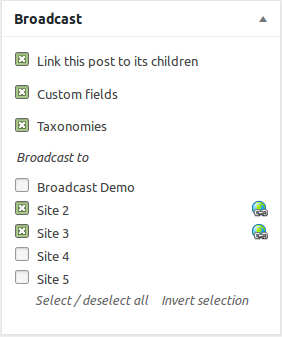 Broadcast
Link this post to its children
Custom fields
Taxonomies
Broadcast to
Broadcast Demo
Site 2
Site 3
Site 4
Site 5
Select / deselect all Invert selection